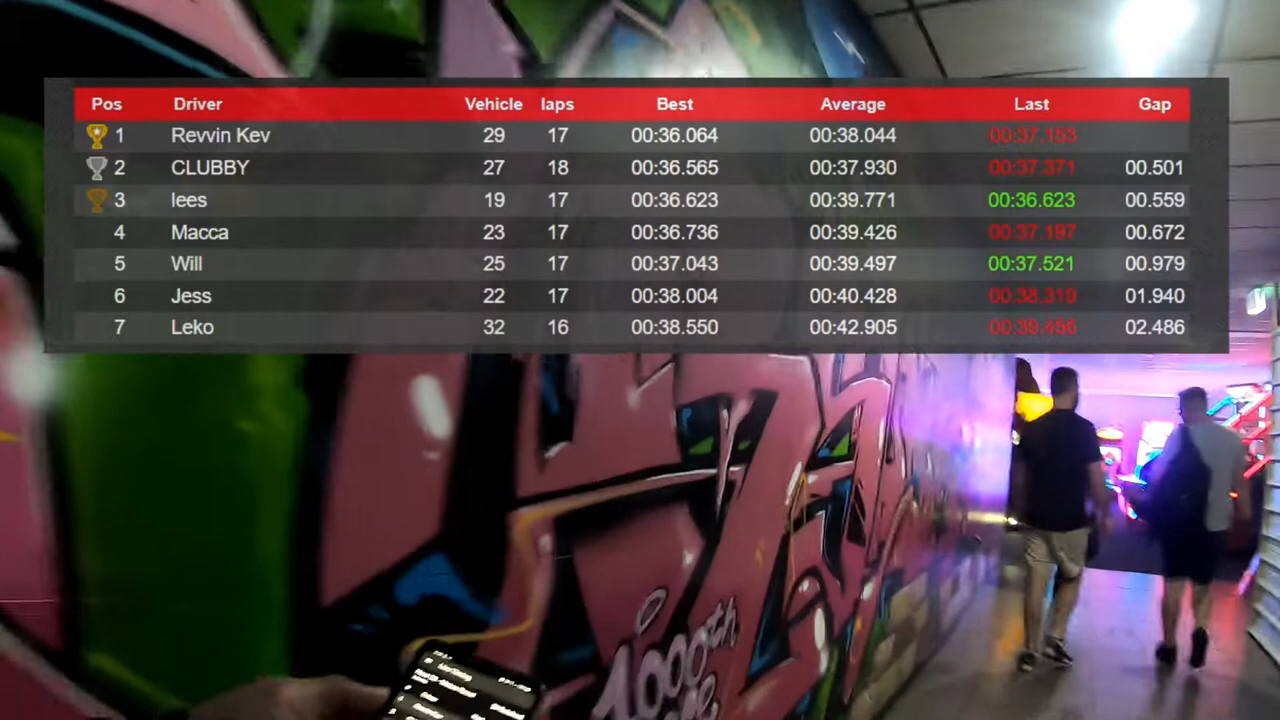 Pos Driver Vehicle laps Best Average Last Gap
1 Revvin Kev 29 17 00:36.064 00:38.044 00:37.153
2 CLUBBY 27 18 00:36.565 00:37.930 00:37.371 00.501
3 lees 19 17 00:36.623 00:39.771 00:36.623 00.559
4 Macca 23 17 00:36.736 00:39.426 00:37.197 00.672
5 Will 25 17 00:37.043 00:39.497 00:37.521 00.979
6 Jess 22 17 00:38.004 00:40.428 00:38.319 01.940
7 Leko 32 16 00:38.550 00:42.905 00:39.456 02.486
1000th